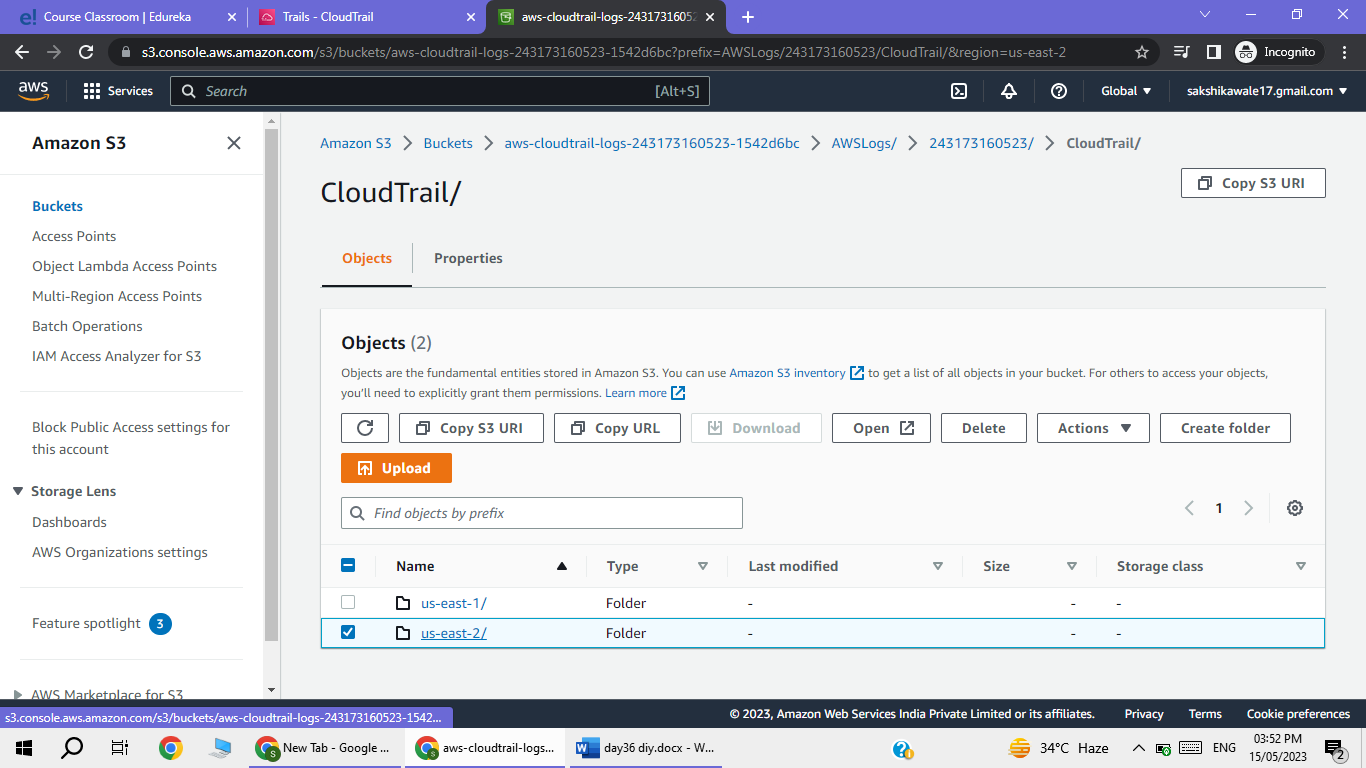 Course Classroom | Edureka
Trails - CloudTrail
aws-cloudtrail-logs-24317316052
s3.console.aws.amazon.com/s3/buckets/aws-cloudtrail-logs-243173160523-1542d6bc?prefix=AWSLogs/243173160523/CloudTrail/&region=us-east-2
Incognito
aws
Services
Search
[Alt+S]
Global
sakshikawale17.gmail.com
Amazon S3
Buckets
Access Points
Object Lambda Access Points
Multi-Region Access Points
Batch Operations
IAM Access Analyzer for S3
Block Public Access settings for
this account
Storage Lens
Dashboards
AWS Organizations settings
Feature spotlight 3
AWS Marketplace for S3
Amazon S3 > Buckets > aws-cloudtrail-logs-243173160523-1542d6bc > AWSLogs/ > 243173160523/ > CloudTrail/
CloudTrail/
Copy S3 URI
Objects
Properties
Objects (2)
Objects are the fundamental entities stored in Amazon S3. You can use Amazon S3 inventory to get a list of all objects in your bucket. For others to access your objects,
you'll need to explicitly grant them permissions. Learn more
Copy S3 URI
Copy URL
Download
Open
Delete
Actions
Create folder
Upload
Find objects by prefix
1
Name Type Last modified Size Storage class
us-east-1/ Folder - - -
us-east-2/ Folder - - -
s3.console.aws.amazon.com/s3/buckets/aws-cloudtrail-logs-243173160523-1542...
© 2023, Amazon Web Services India Private Limited or its affiliates.
Privacy
Terms
Cookie preferences
New Tab - Google ...
aws-cloudtrail-logs...
day36 diy.docx - W...
34°C Haze
ENG
03:52 PM
15/05/2023
2